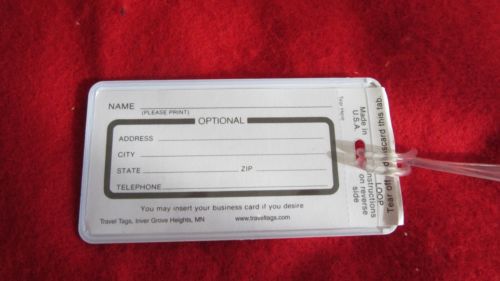 NAME
(PLEASE PRINT)
OPTIONAL
ADDRESS
CITY
STATE ZIP
TELEPHONE
You may insert your business card if you desire
Travel Tags, Inver Grove Heights, MN www.traveltags.com
Tear Here
Made in
U.S.A.
LOOP
Instructions
on reverse
side
Tear off discard this tab